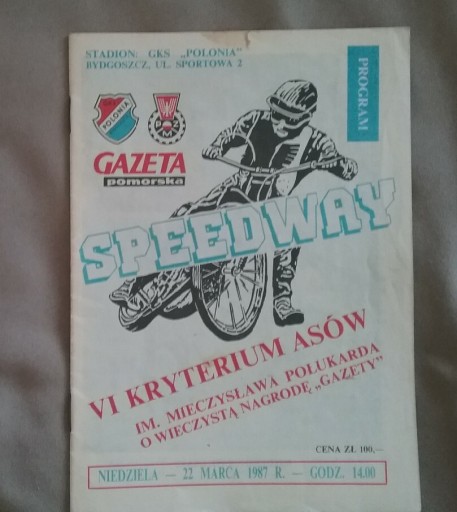 STADION: GKS „POLONIA"
BYDGOSZCZ, UL. SPORTOWA 2
PROGRAM
POLONIA
GAZETA
pomorska
SPEEDWAY
VI KRYTERIUM ASÓW
IM. MIECZYSŁAWA POLUKARDA
O WIECZYSTĄ NAGRODĘ „GAZETY"
CENA ZŁ 100,—
NIEDZIELA — 22 MARCA 1987 R. — GODZ. 14.00